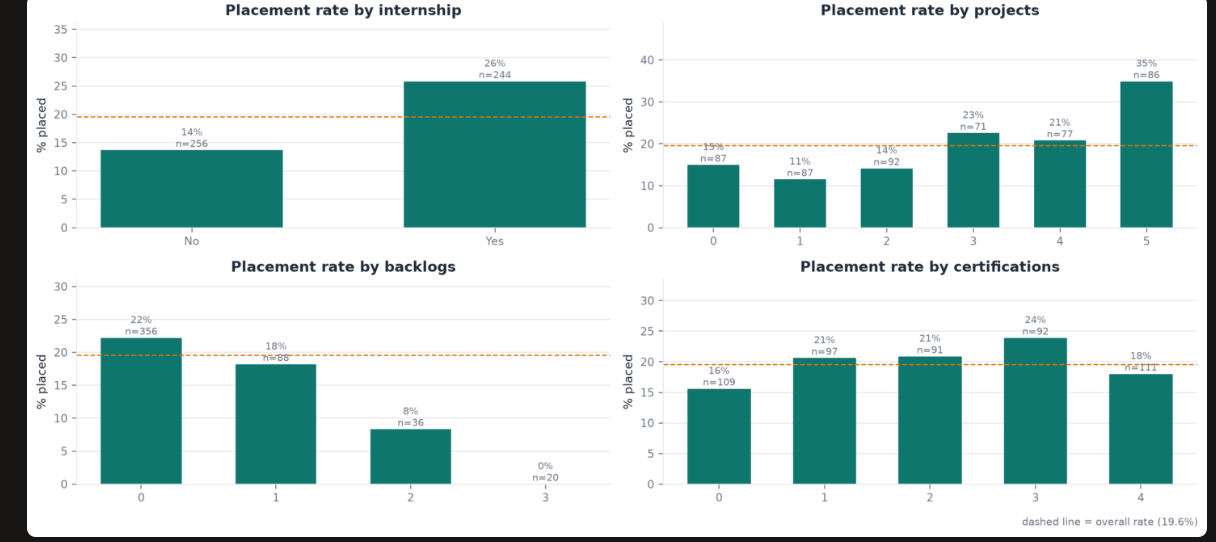 Placement rate by internship
% placed
35
30
25
20
15
10
5
0
14%
n=256
26%
n=244
No
Yes
Placement rate by projects
% placed
40
30
20
10
0
15%
n=87
11%
n=87
14%
n=92
23%
n=71
21%
n=77
35%
n=86
0
1
2
3
4
5
Placement rate by backlogs
% placed
30
25
20
15
10
5
0
22%
n=356
18%
n=88
8%
n=36
0%
n=20
0
1
2
3
Placement rate by certifications
% placed
30
25
20
15
10
5
0
16%
n=109
21%
n=97
21%
n=91
24%
n=92
18%
n=111
0
1
2
3
4
dashed line = overall rate (19.6%)